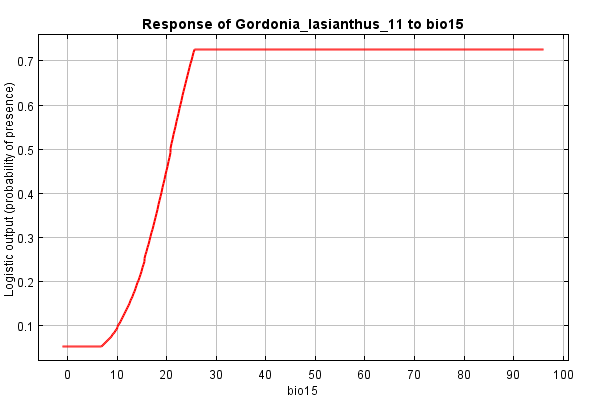 Response of Gordonia_lasianthus_11 to bio15
Logistic output (probability of presence)
0.7
0.6
0.5
0.4
0.3
0.2
0.1
0 10 20 30 40 50 60 70 80 90 100
bio15